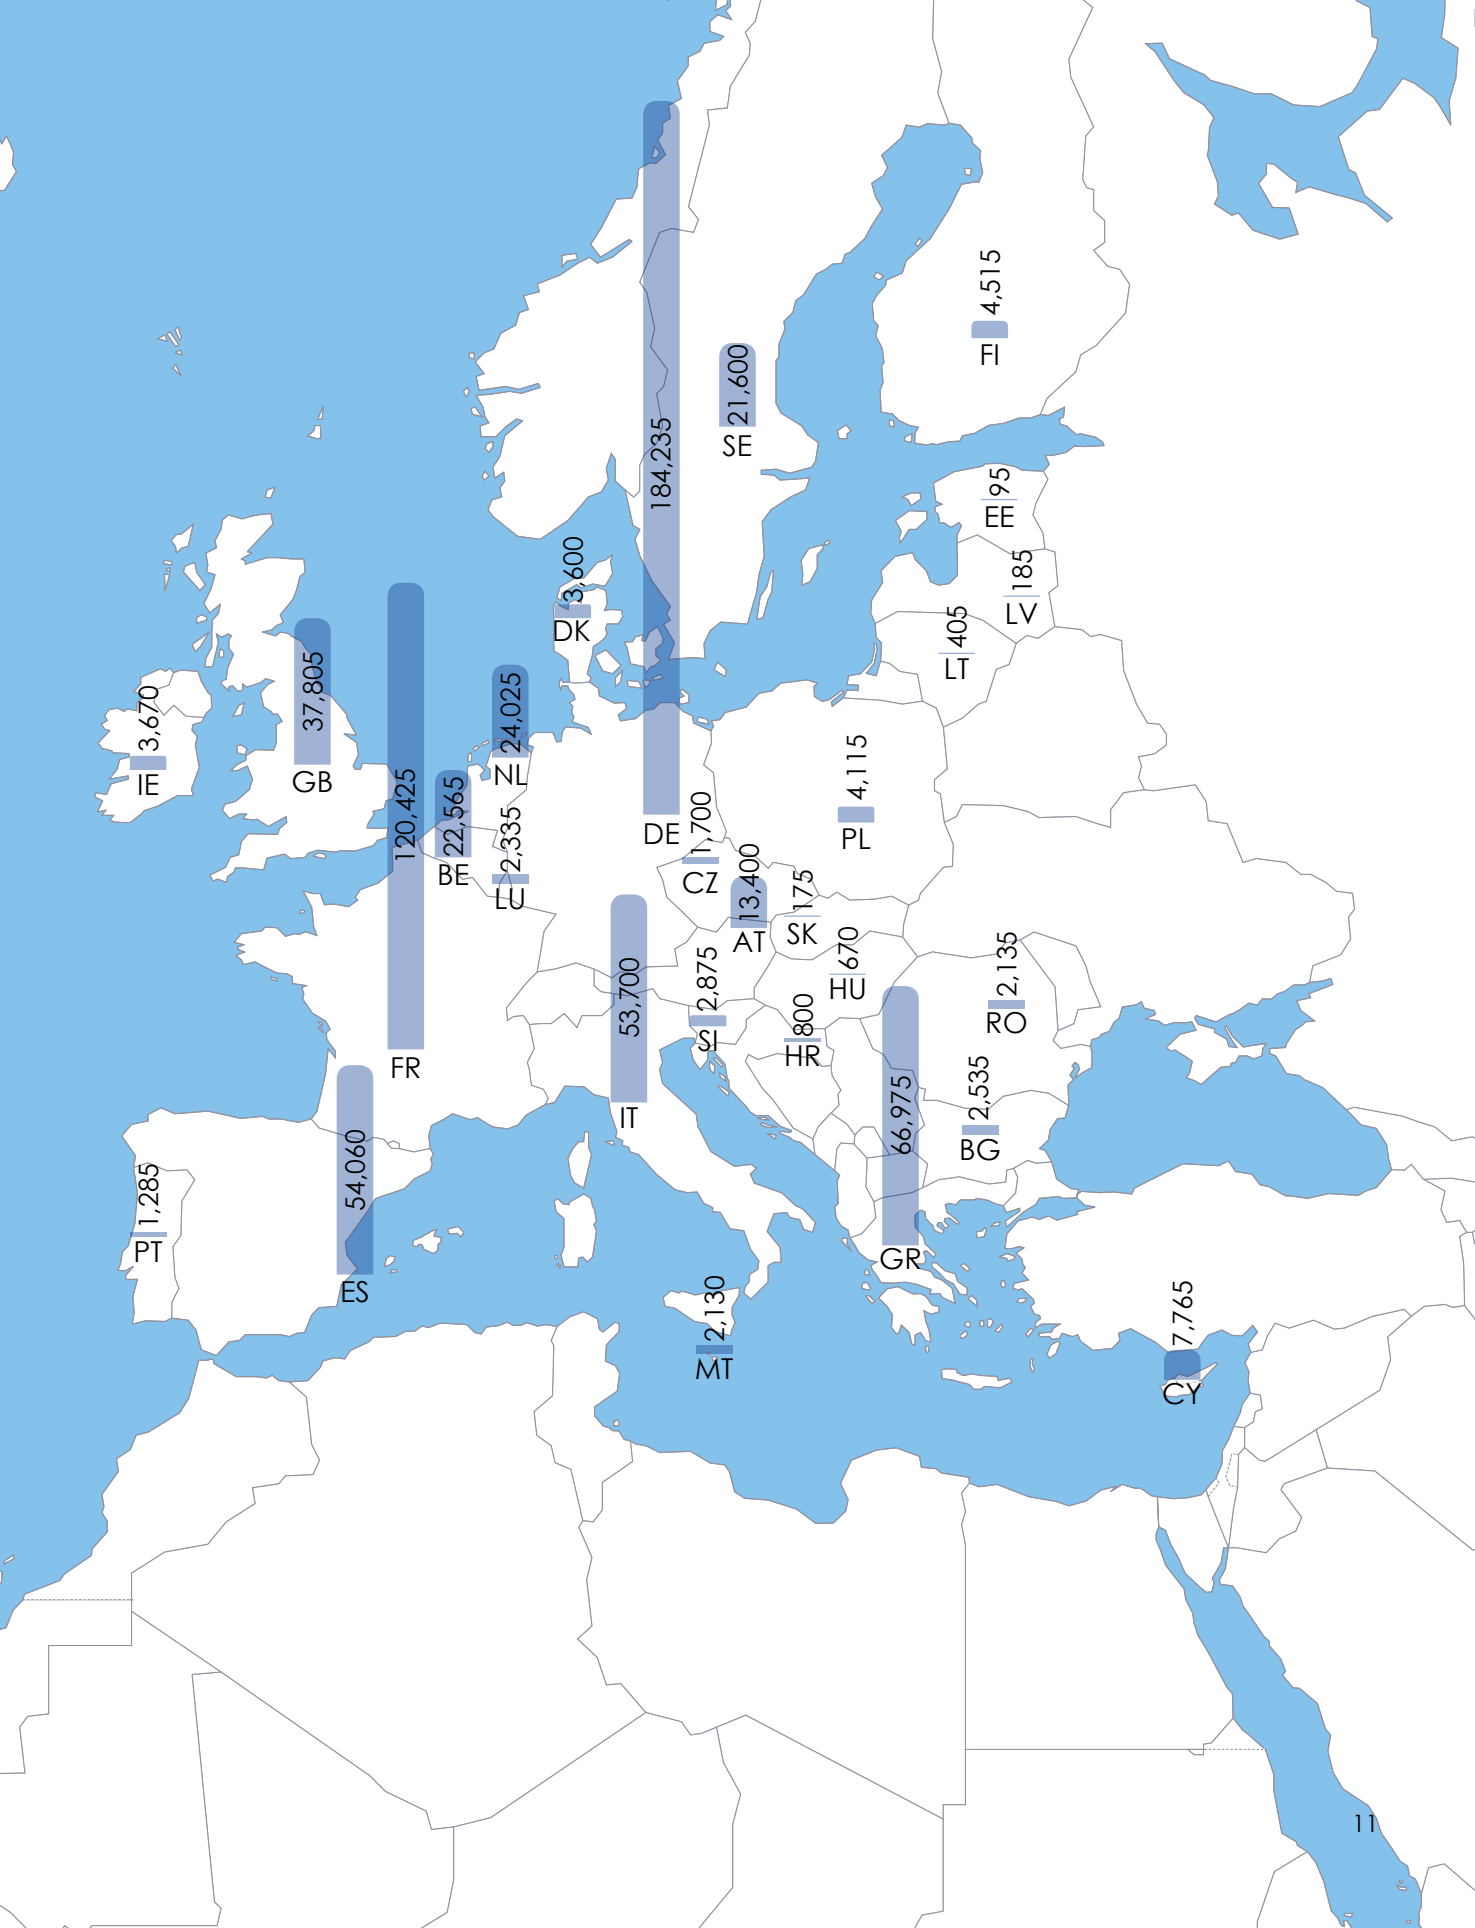 4,515
FI
21,600
SE
184,235
DE
95
EE
185
LV
405
LT
3,600
DK
37,805
GB
3,670
IE
120,425
FR
24,025
NL
22,565
BE
2,335
LU
4,115
PL
1,700
CZ
13,400
AT
175
SK
670
HU
2,135
RO
53,700
IT
2,875
SI
800
HR
66,975
GR
2,535
BG
54,060
ES
1,285
PT
2,130
MT
7,765
CY
11